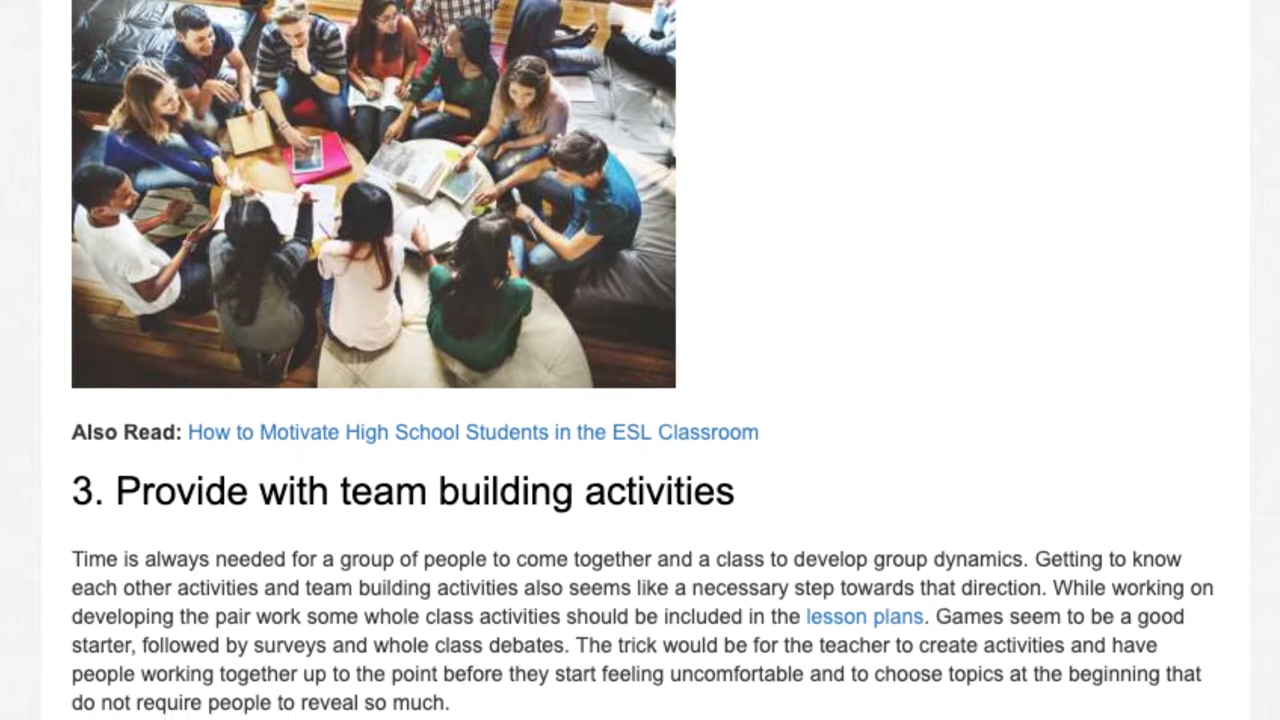 Also Read: How to Motivate High School Students in the ESL Classroom
3. Provide with team building activities
Time is always needed for a group of people to come together and a class to develop group dynamics. Getting to know
each other activities and team building activities also seems like a necessary step towards that direction. While working on
developing the pair work some whole class activities should be included in the lesson plans. Games seem to be a good
starter, followed by surveys and whole class debates. The trick would be for the teacher to create activities and have
people working together up to the point before they start feeling uncomfortable and to choose topics at the beginning that
do not require people to reveal so much.